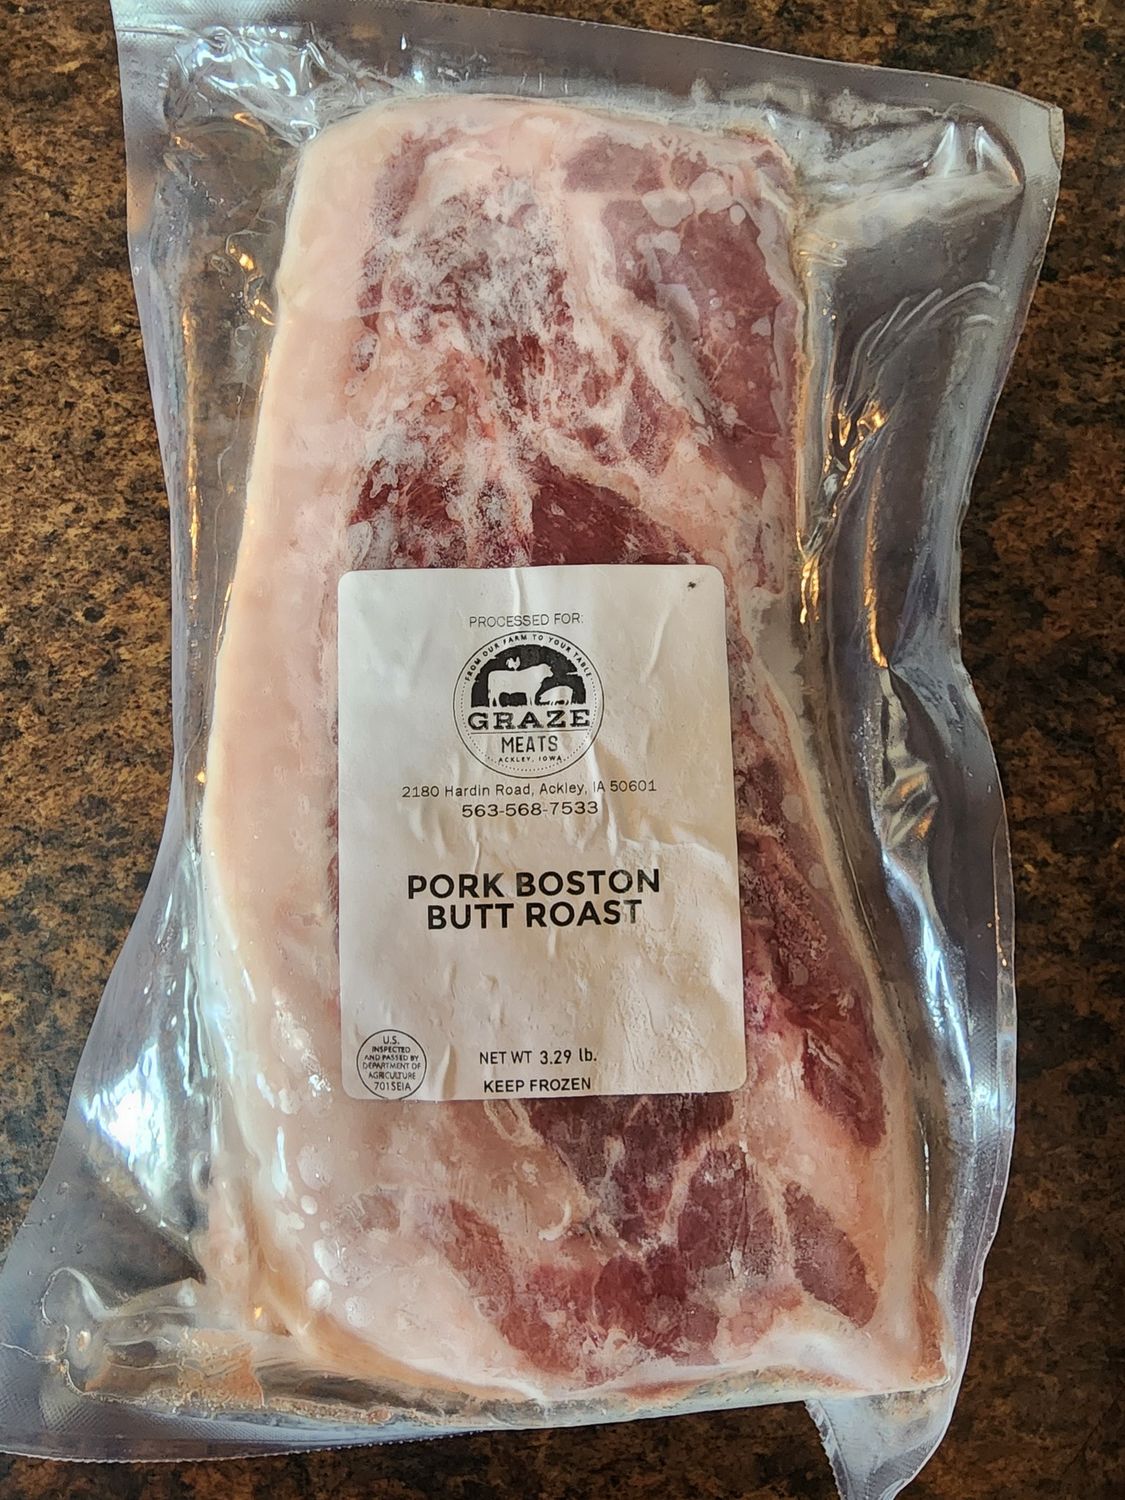 PROCESSED FOR:
FROM OUR FARM TO YOUR TABLE
GRAZE
MEATS
ACKLEY, IOWA
2180 Hardin Road, Ackley, IA 50601
563-568-7533
PORK BOSTON
BUTT ROAST
U.S.
INSPECTED
AND PASSED BY
DEPARTMENT OF
AGRICULTURE
701SEIA
NET WT 3.29 lb.
KEEP FROZEN